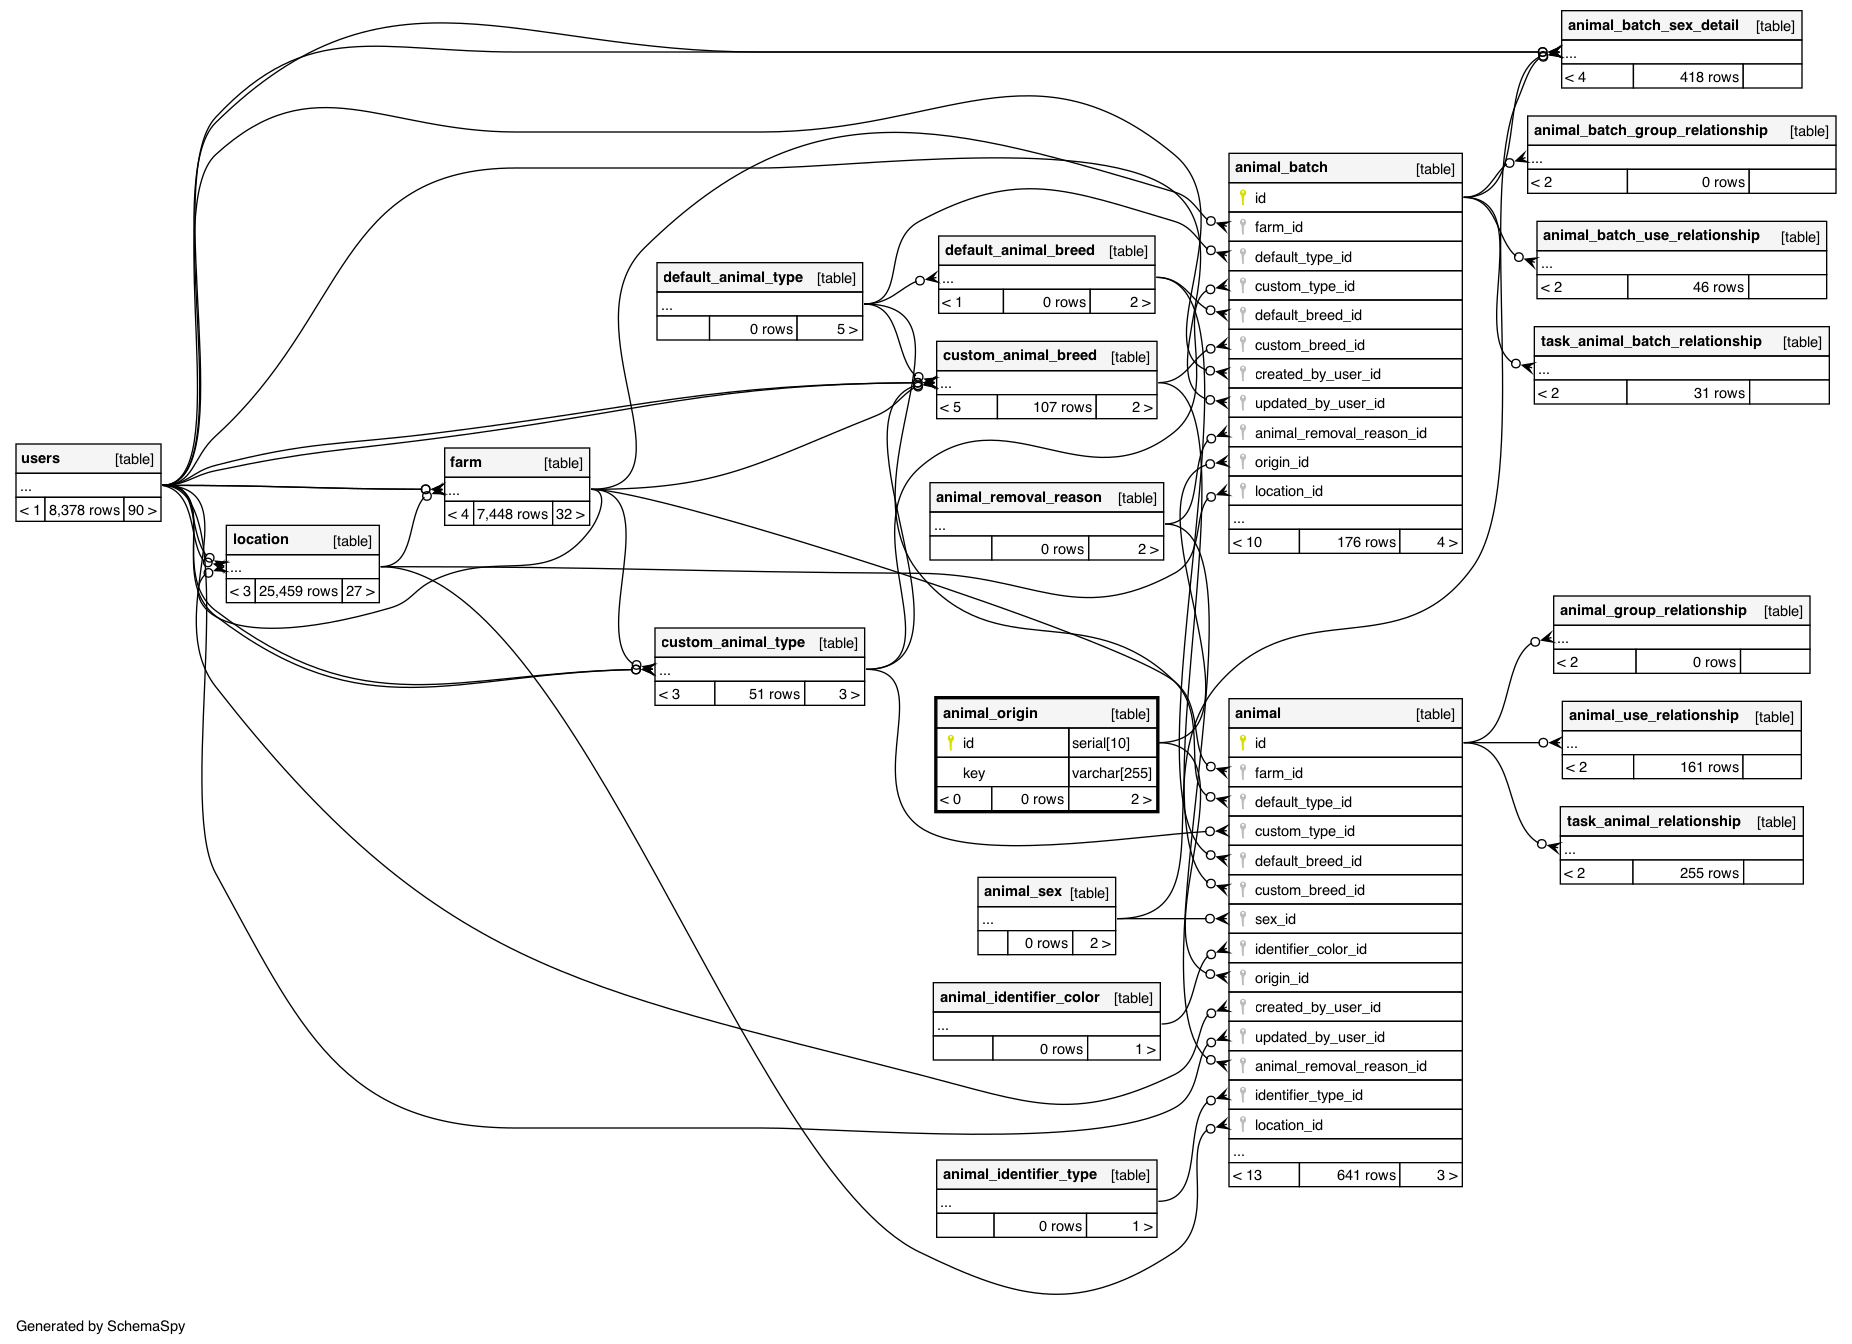 animal_batch_sex_detail [table]
...
< 4 418 rows
animal_batch_group_relationship [table]
...
< 2 0 rows
animal_batch_use_relationship [table]
...
< 2 46 rows
task_animal_batch_relationship [table]
...
< 2 31 rows
animal_batch [table]
id
farm_id
default_type_id
custom_type_id
default_breed_id
custom_breed_id
created_by_user_id
updated_by_user_id
animal_removal_reason_id
origin_id
location_id
...
< 10 176 rows 4 >
default_animal_breed [table]
...
< 1 0 rows 2 >
default_animal_type [table]
...
0 rows 5 >
custom_animal_breed [table]
...
< 5 107 rows 2 >
users [table]
...
< 1 8,378 rows 90 >
farm [table]
...
< 4 7,448 rows 32 >
location [table]
...
< 3 25,459 rows 27 >
animal_removal_reason [table]
...
0 rows 2 >
custom_animal_type [table]
...
< 3 51 rows 3 >
animal_origin [table]
id serial[10]
key varchar[255]
< 0 0 rows 2 >
animal_sex [table]
...
0 rows 2 >
animal_identifier_color [table]
...
0 rows 1 >
animal_identifier_type [table]
...
0 rows 1 >
animal [table]
id
farm_id
default_type_id
custom_type_id
default_breed_id
custom_breed_id
sex_id
identifier_color_id
origin_id
created_by_user_id
updated_by_user_id
animal_removal_reason_id
identifier_type_id
location_id
...
< 13 641 rows 3 >
animal_group_relationship [table]
...
< 2 0 rows
animal_use_relationship [table]
...
< 2 161 rows
task_animal_relationship [table]
...
< 2 255 rows
Generated by SchemaSpy